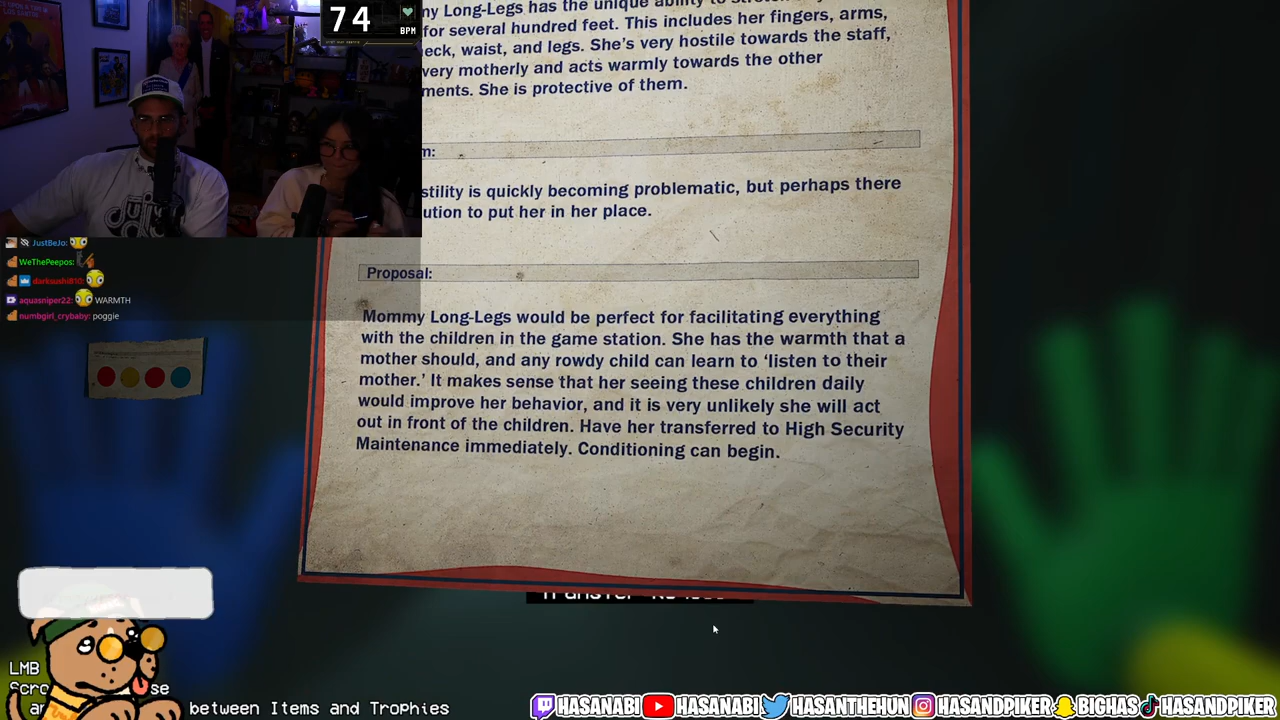 74
BPM
ny Long-Legs has the unique ability to
for several hundred feet. This includes her fingers, arms,
eck, waist, and legs. She's very hostile towards the staff,
very motherly and acts warmly towards the other
ments. She is protective of them.
m:
stility is quickly becoming problematic, but perhaps there
ution to put her in her place.
JustBeJo:
WeThePeepos:
darksushi810:
aquasniper22: WARMTH
numbgirl_crybaby: poggie
Proposal:
Mommy Long-Legs would be perfect for facilitating everything
with the children in the game station. She has the warmth that a
mother should, and any rowdy child can learn to 'listen to their
mother.' It makes sense that her seeing these children daily
would improve her behavior, and it is very unlikely she will act
out in front of the children. Have her transferred to High Security
Maintenance immediately. Conditioning can begin.
LMB
Scro
se
between Items and Trophies
HASANABI HASANABI HASANTHEHUN HASANDPIKER BIGHAS HASANDPIKER